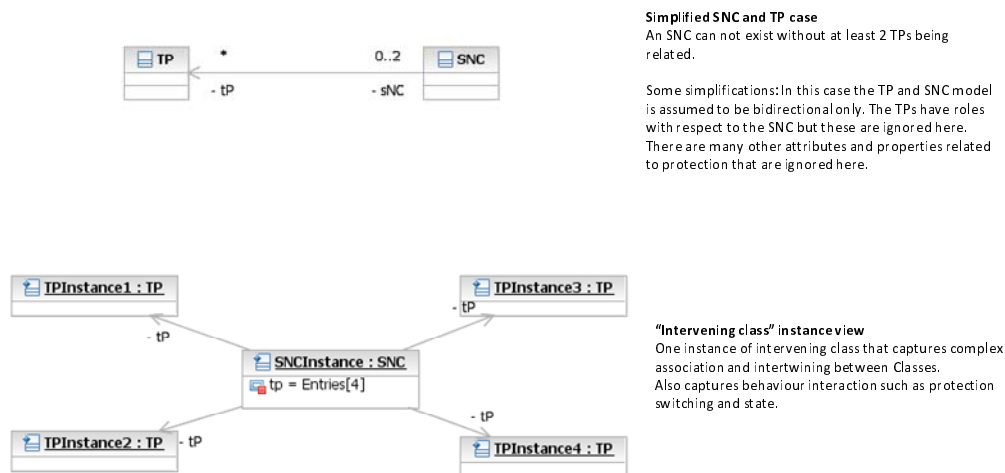 Simplified SNC and TP case
An SNC can not exist without at least 2 TPs being
related.
Some simplifications: In this case the TP and SNC model
is assumed to be bidirectional only. The TPs have roles
with respect to the SNC but these are ignored here.
There are many other attributes and properties related
to protection that are ignored here.
TP
*
0..2
SNC
- tP
- sNC
TPInstance1 : TP
TPInstance3 : TP
- tP
- tP
SNCInstance : SNC
tp = Entries[4]
- tP
TPInstance2 : TP
- tP
TPInstance4 : TP
"Intervening class" instance view
One instance of intervening class that captures complex
association and intertwining between Classes.
Also captures behaviour interaction such as protection
switching and state.